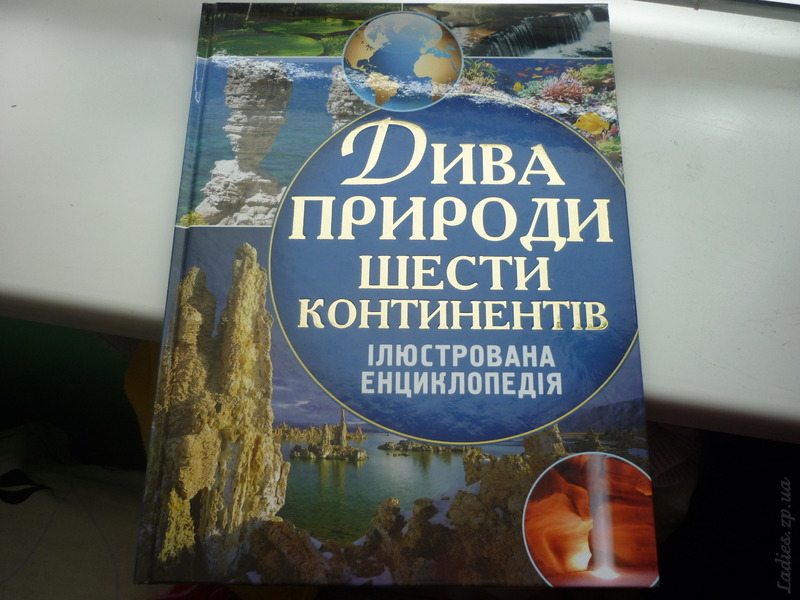 Дива
природи
шести
континентів
ілюстрована
енциклопедія
Ladies.zp.ua